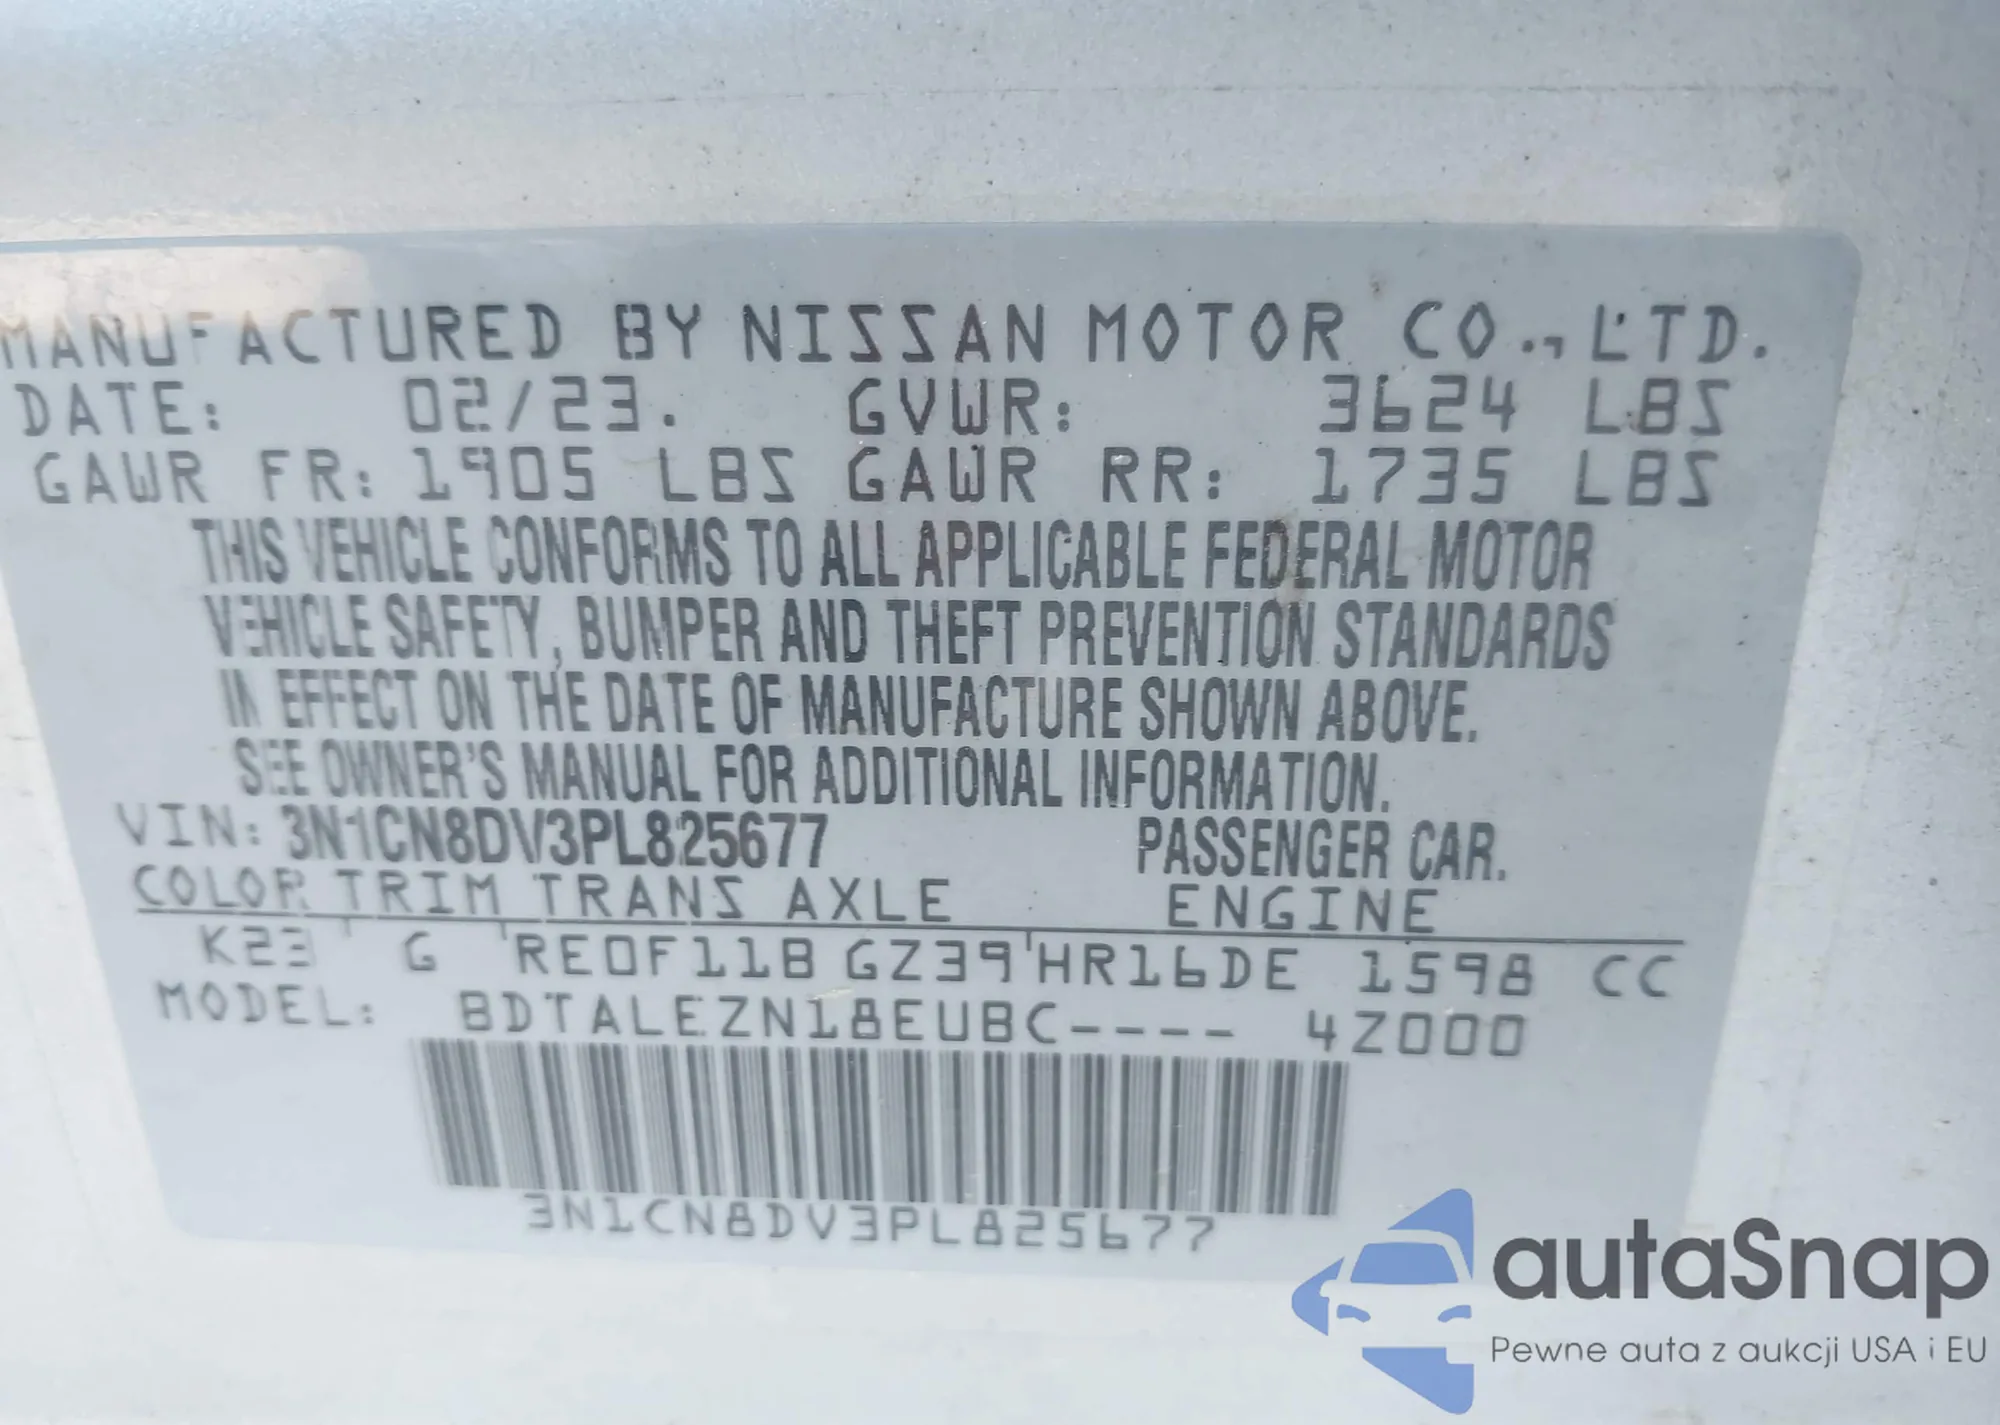 MANUFACTURED BY NISSAN MOTOR CO., LTD.
DATE: 02/23. GVWR: 3624 LBS
GAWR FR: 1905 LBS GAWR RR: 1735 LBS
THIS VEHICLE CONFORMS TO ALL APPLICABLE FEDERAL MOTOR
VEHICLE SAFETY, BUMPER AND THEFT PREVENTION STANDARDS
IN EFFECT ON THE DATE OF MANUFACTURE SHOWN ABOVE.
SEE OWNER'S MANUAL FOR ADDITIONAL INFORMATION.
VIN: 3N1CN8DV3PL825677 PASSENGER CAR.
COLOR TRIM TRANS AXLE ENGINE
K23 G RE0F11B GZ39 HR16DE 1598 CC
MODEL: BDTALEZN18EUBC---- 4Z000
3N1CN8DV3PL825677
autaSnap
Pewne auta z aukcji USA i EU